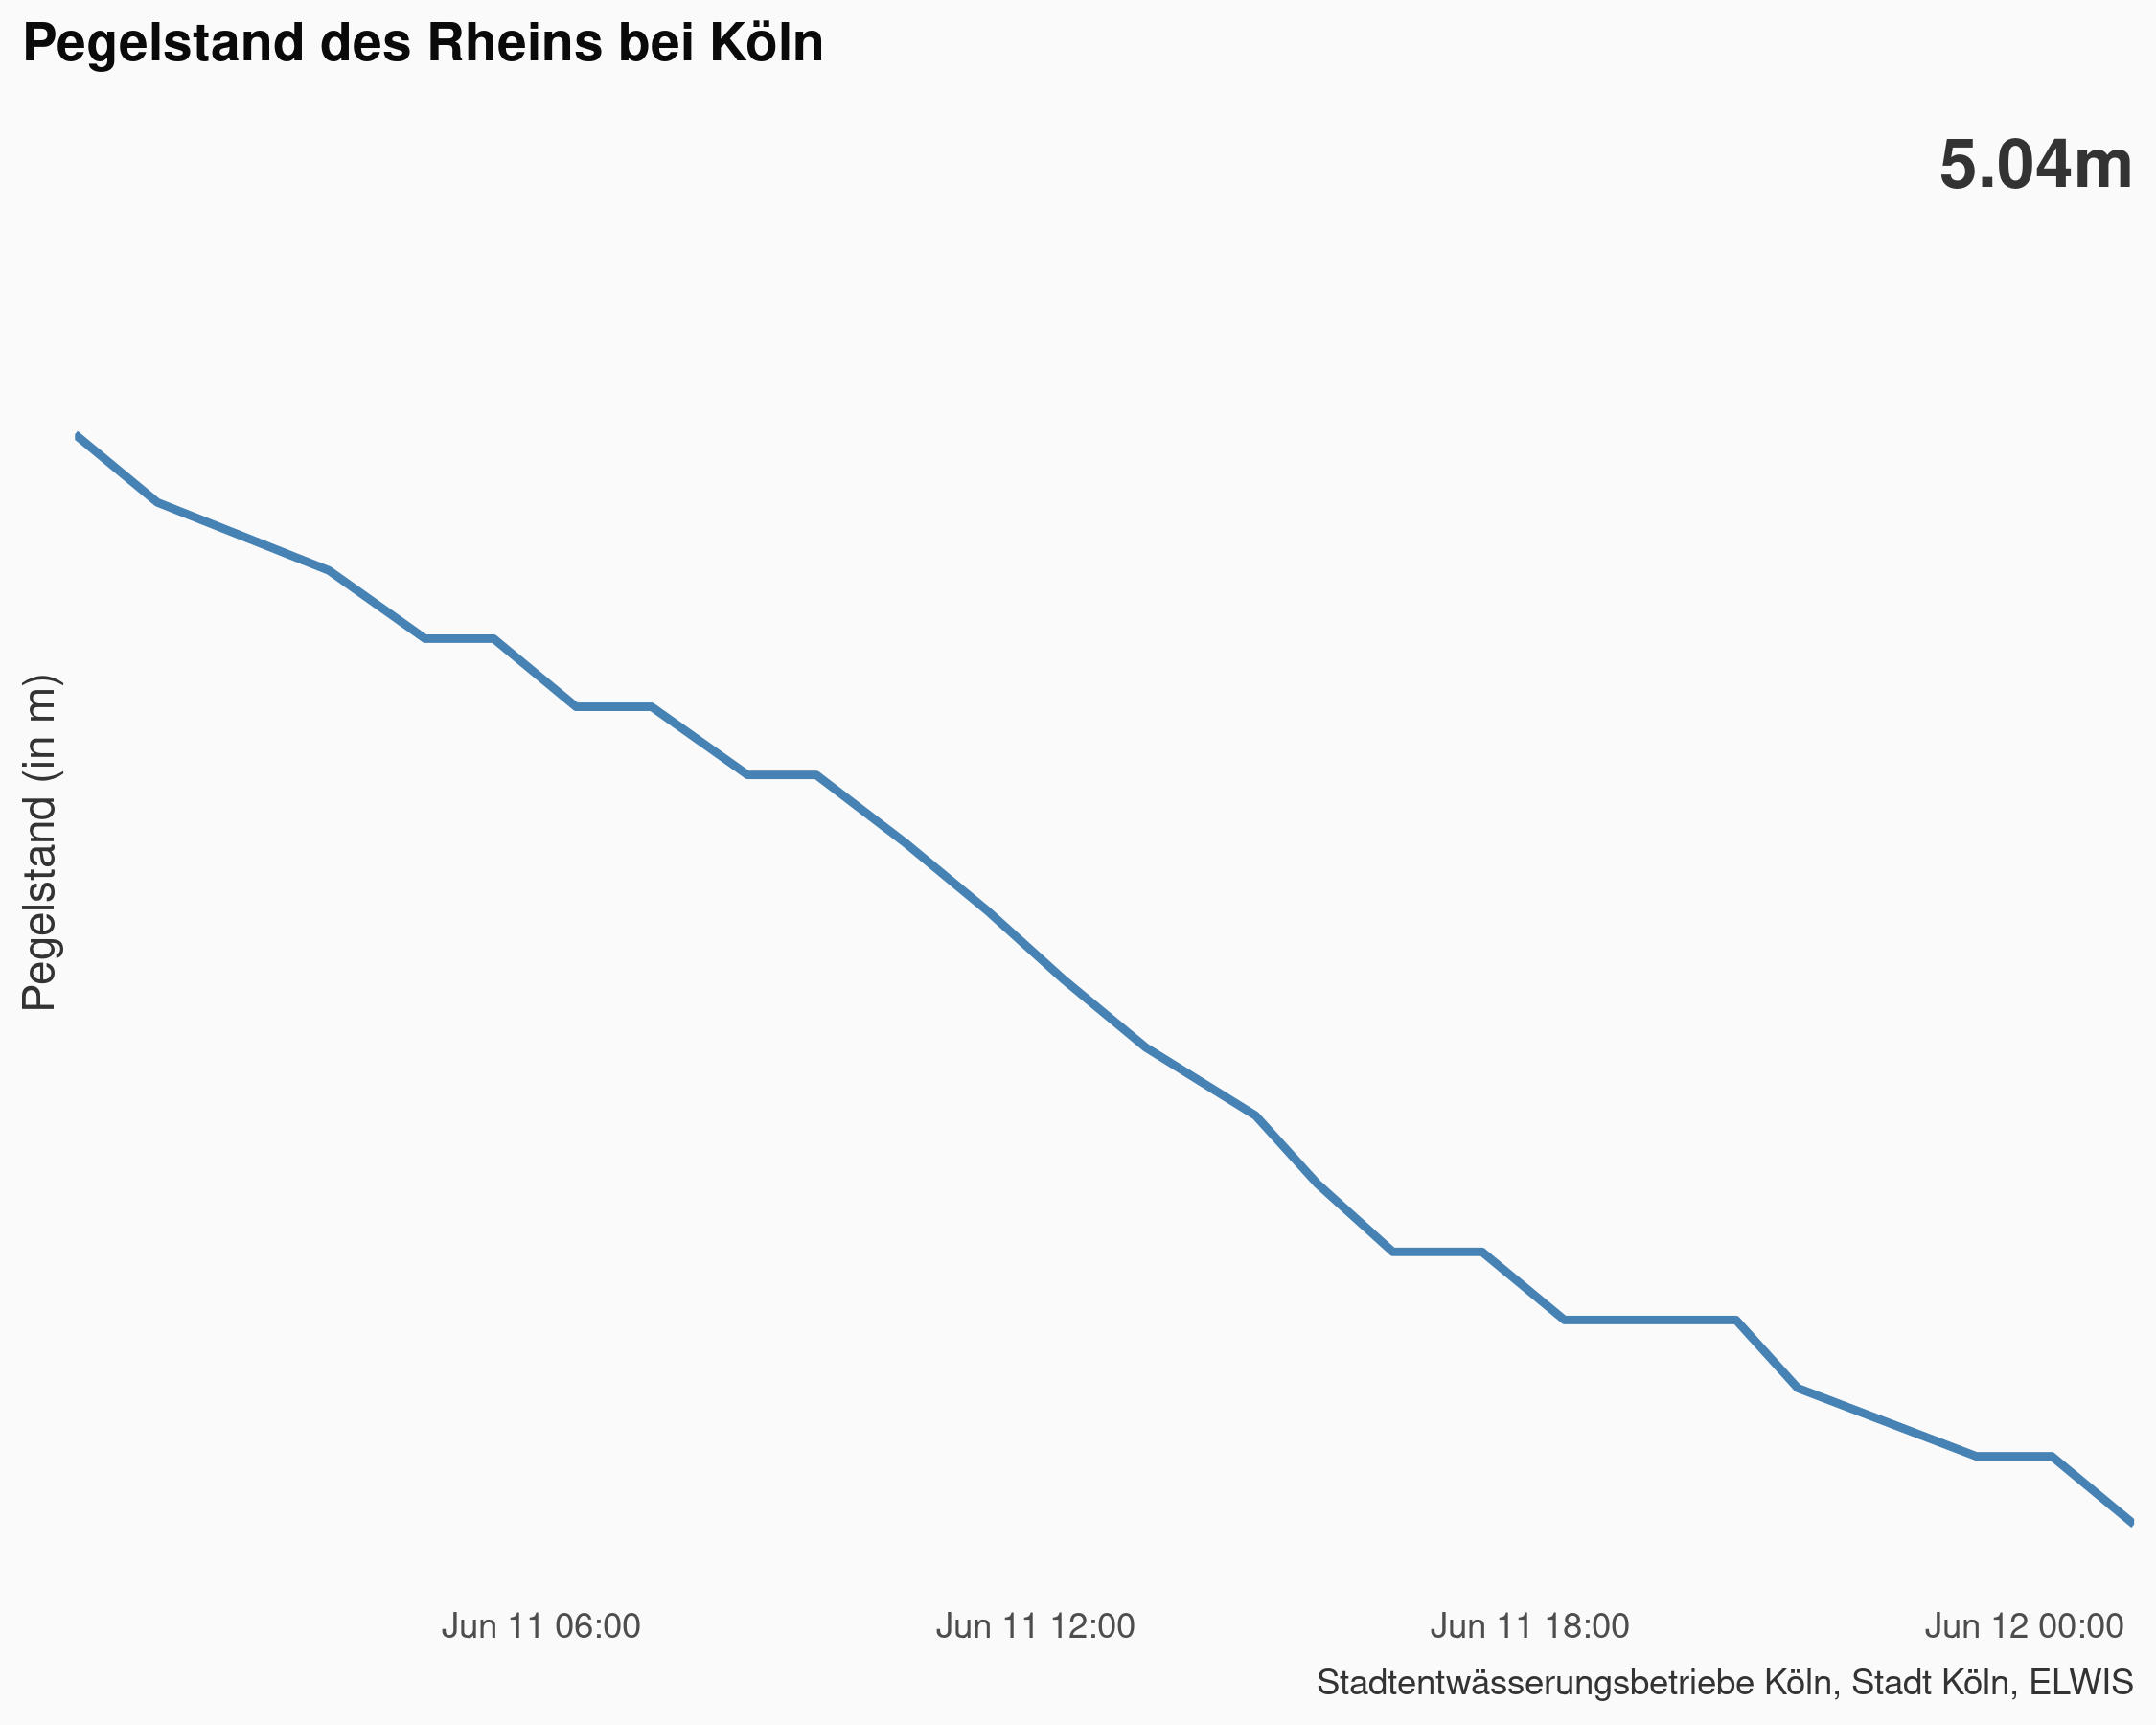 Pegelstand des Rheins bei Köln
5.04m
Pegelstand (in m)
Jun 11 06:00 Jun 11 12:00 Jun 11 18:00 Jun 12 00:00
Stadtentwässerungsbetriebe Köln, Stadt Köln, ELWIS